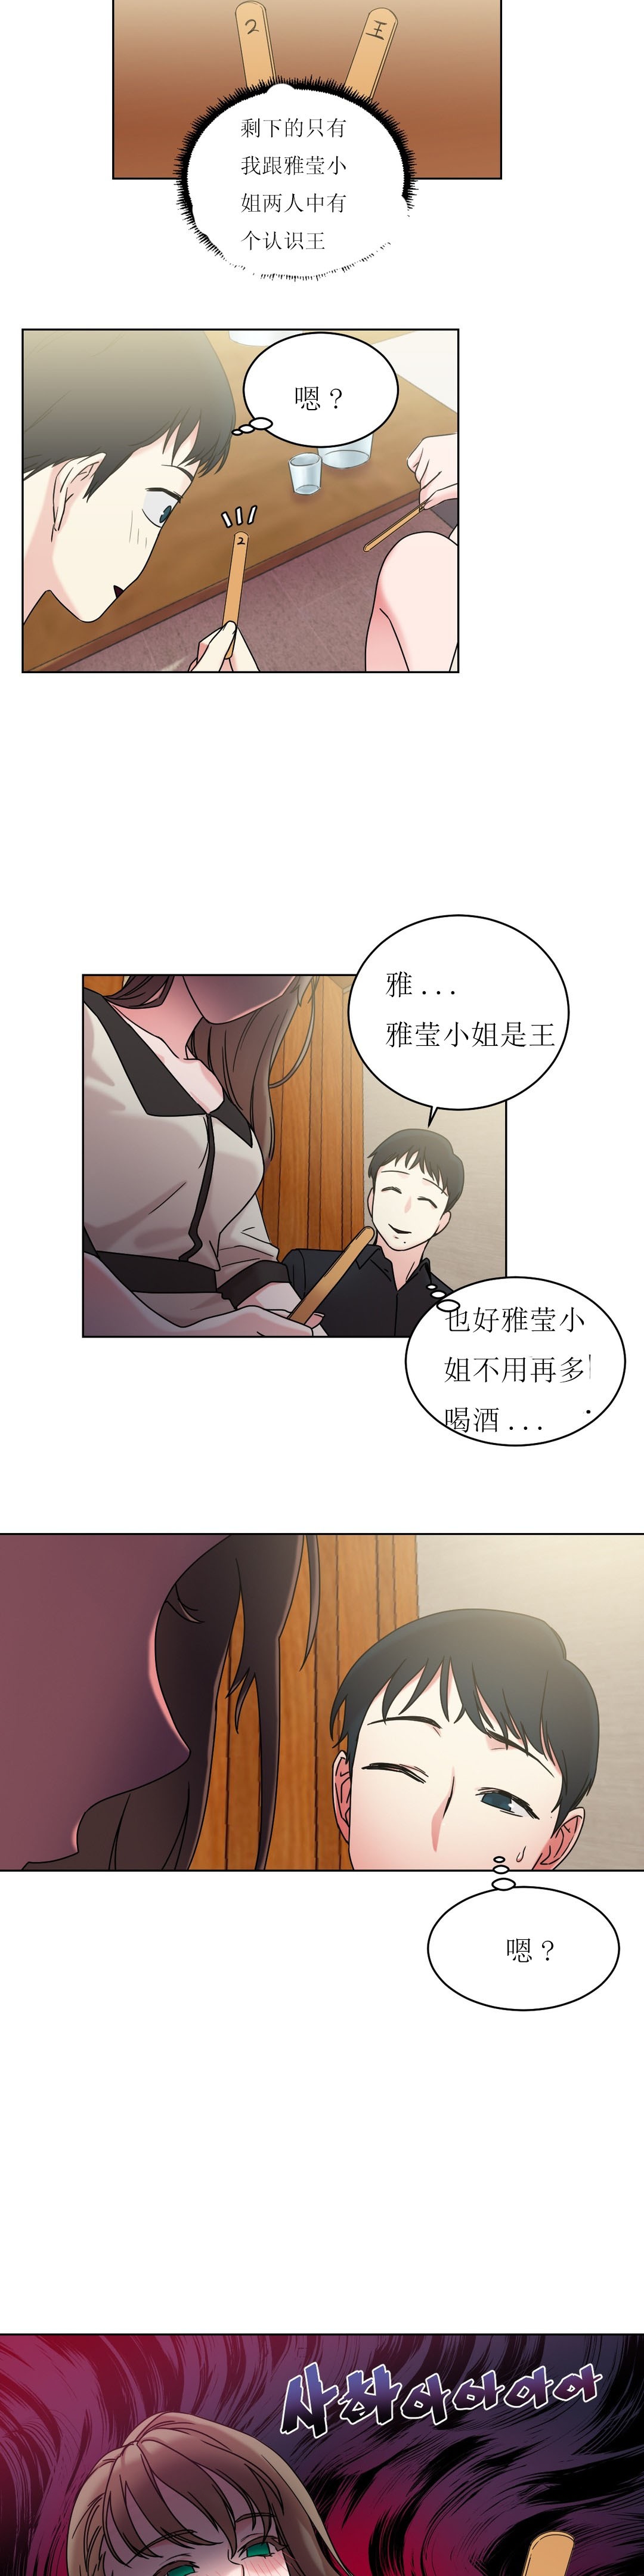 2
王
剩下的只有
我跟雅莹小
姐两人中有
个认识王
嗯？
2
雅...
雅莹小姐是王
也好雅莹小
姐不用再多
喝酒...
嗯？
사하아아아아